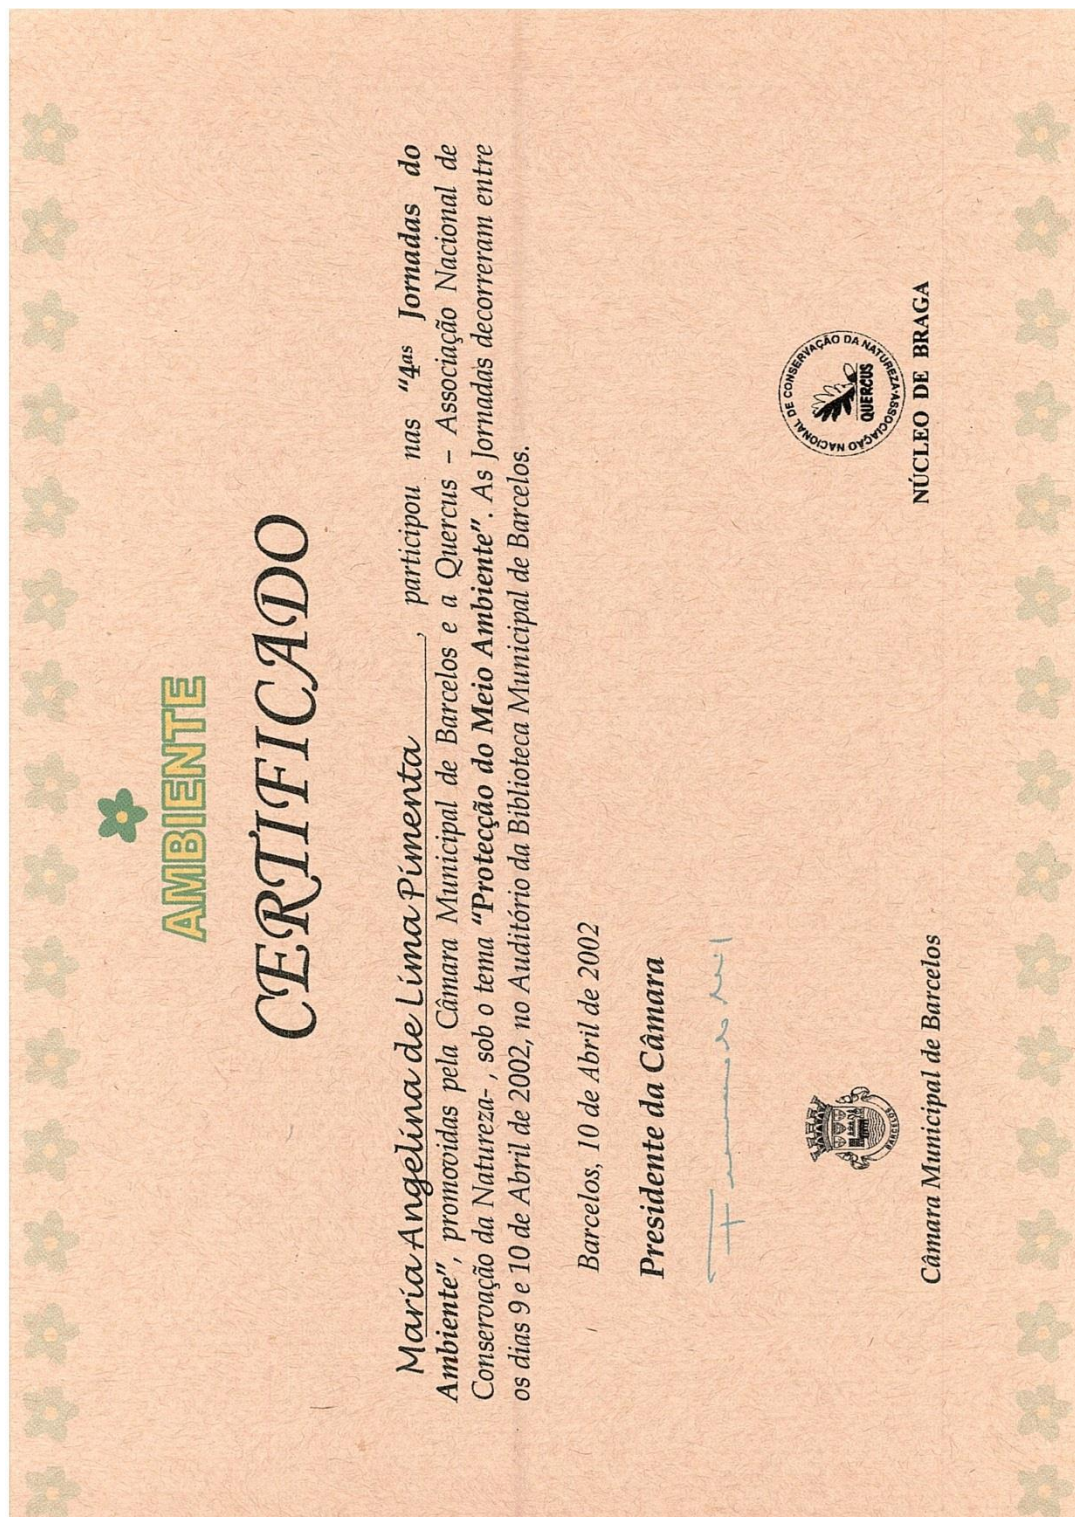 AMBIENTE
CERTIFICADO
Maria Angelina de Lima Pimenta, participou nas "4as Jornadas do
Ambiente", promovidas pela Câmara Municipal de Barcelos e a Quercus – Associação Nacional de
Conservação da Natureza- , sob o tema "Protecção do Meio Ambiente". As Jornadas decorreram entre
os dias 9 e 10 de Abril de 2002, no Auditório da Biblioteca Municipal de Barcelos.
Barcelos, 10 de Abril de 2002
Presidente da Câmara
BARCELOS
Câmara Municipal de Barcelos
ASSOCIAÇÃO NACIONAL DE CONSERVAÇÃO DA NATUREZA
QUERCUS
NÚCLEO DE BRAGA